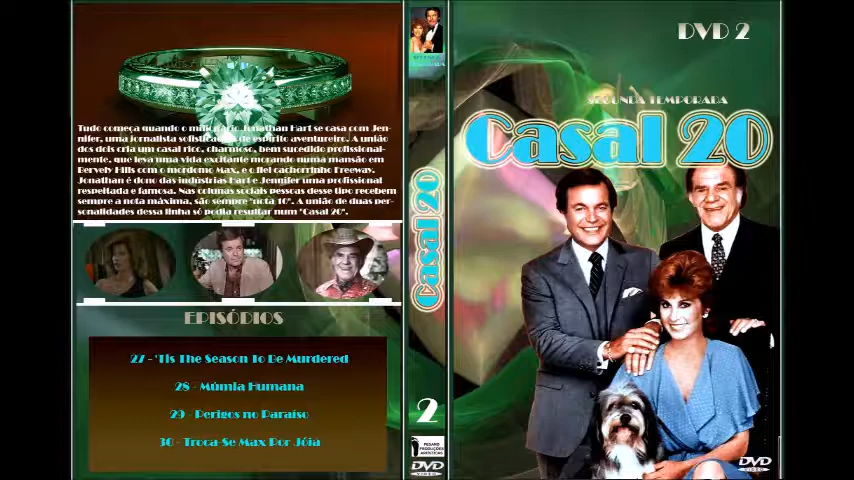 Tudo começa quando o milionário Jonathan Hart se casa com Jen-
nifer, uma jornalista sofisticada de espírito aventureiro. A união
dos dois cria um casal rico, charmoso, bem sucedido profissional-
mente, que leva uma vida excitante morando numa mansão em
Bervely Hills com o mordomo Max, e o fiel cachorrinho Freeway.
Jonathan é dono das indústrias Hart e Jennifer uma profissional
respeitada e famosa. Nas colunas sociais pessoas desse tipo recebem
sempre a nota máxima, são sempre "nota 10". A união de duas per-
sonalidades dessa linha só podia resultar num "Casal 20".
EPISÓDIOS
27 - 'Tis The Season To Be Murdered
28 - Múmia Humana
29 - Perigos no Paraíso
30 - Troca-Se Max Por Jóia
Casal 20
2
PEZADO
PRODUÇÕES
ARTÍSTICAS
DVD
DVD 2
SEGUNDA TEMPORADA
Casal 20
DVD